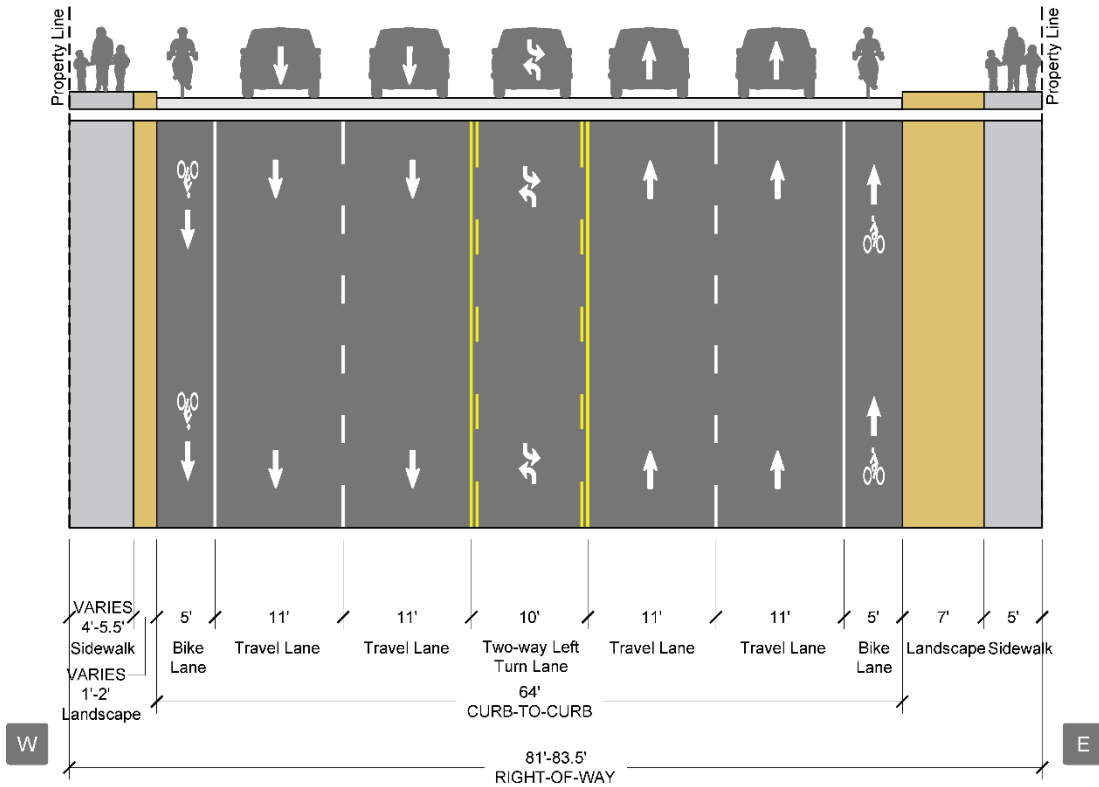 Property Line
Property Line
VARIES
4'-5.5'
Sidewalk
VARIES
1'-2'
Landscape
5'
Bike
Lane
11'
Travel Lane
11'
Travel Lane
10'
Two-way Left
Turn Lane
11'
Travel Lane
11'
Travel Lane
5'
Bike
Lane
7'
Landscape
5'
Sidewalk
64'
CURB-TO-CURB
W
E
81'-83.5'
RIGHT-OF-WAY